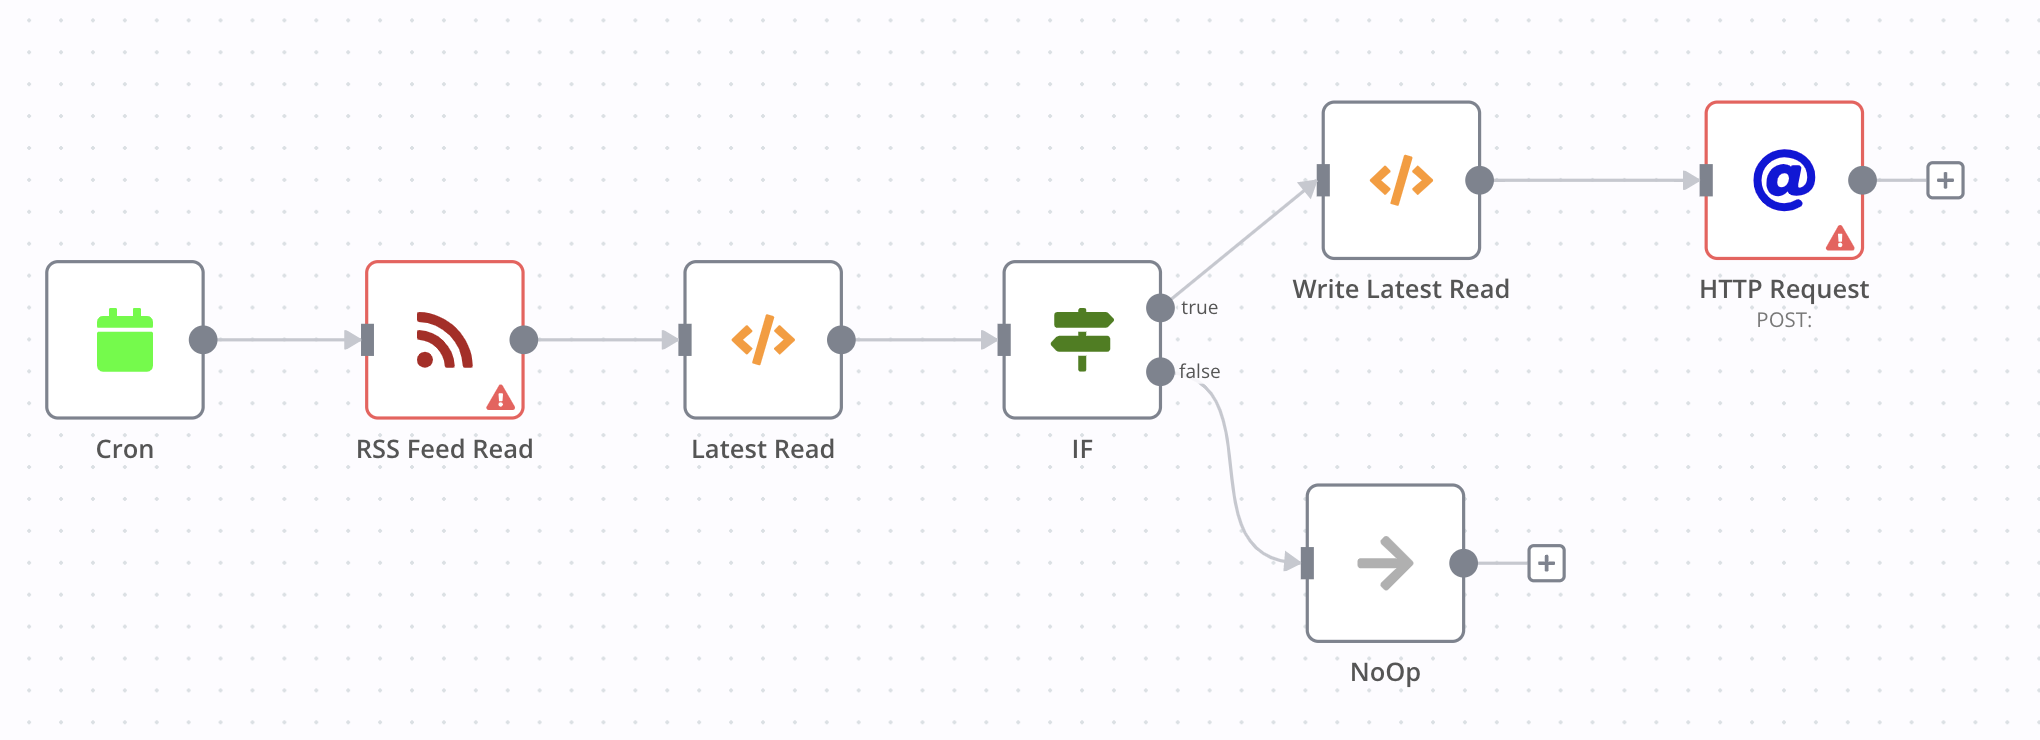 Cron
RSS Feed Read
Latest Read
IF
true
false
Write Latest Read
HTTP Request
POST:
NoOp